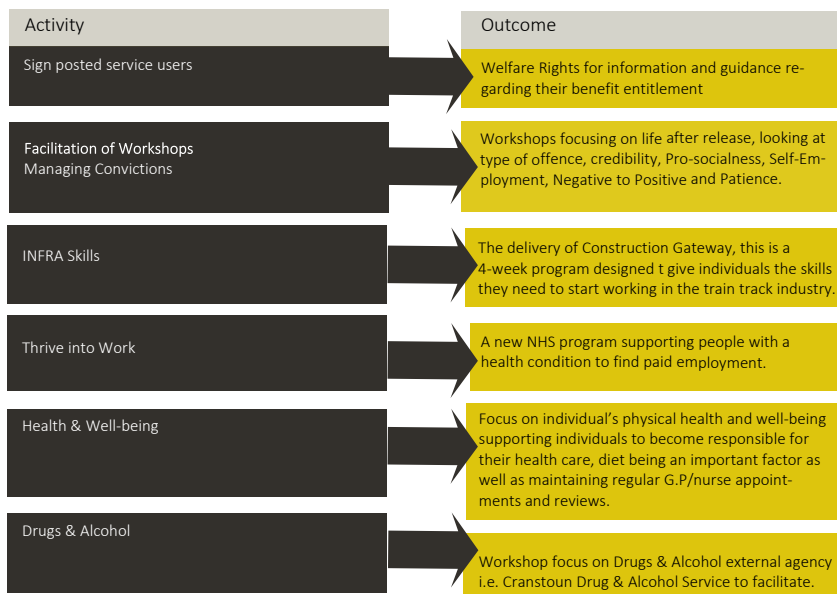 Activity
Outcome
Sign posted service users
Welfare Rights for information and guidance re-
garding their benefit entitlement
Facilitation of Workshops
Managing Convictions
Workshops focusing on life after release, looking at
type of offence, credibility, Pro-socialness, Self-Em-
ployment, Negative to Positive and Patience.
INFRA Skills
The delivery of Construction Gateway, this is a
4-week program designed t give individuals the skills
they need to start working in the train track industry.
Thrive into Work
A new NHS program supporting people with a
health condition to find paid employment.
Health & Well-being
Focus on individual's physical health and well-being
supporting individuals to become responsible for
their health care, diet being an important factor as
well as maintaining regular G.P/nurse appoint-
ments and reviews.
Drugs & Alcohol
Workshop focus on Drugs & Alcohol external agency
i.e. Cranstoun Drug & Alcohol Service to facilitate.